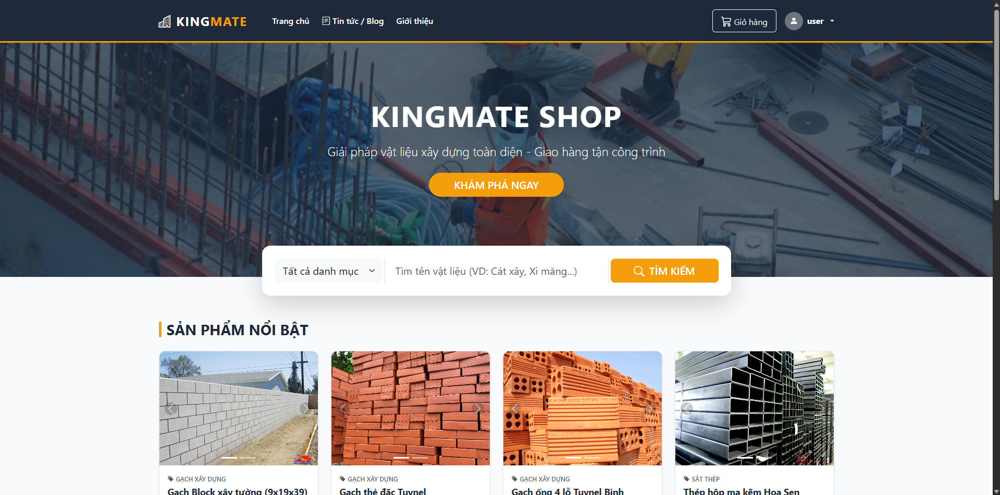 KINGMATE
Trang chủ
Tin tức / Blog
Giới thiệu
Giỏ hàng
user
KINGMATE SHOP
Giải pháp vật liệu xây dựng toàn diện - Giao hàng tận công trình
KHÁM PHÁ NGAY
Tất cả danh mục
Tìm tên vật liệu (VD: Cát xây, Xi măng...)
TÌM KIẾM
SẢN PHẨM NỔI BẬT
GẠCH XÂY DỰNG
Gạch Block xây tường (9x19x39)
GẠCH XÂY DỰNG
Gạch thẻ đặc Tuynel
GẠCH XÂY DỰNG
Gạch ống 4 lỗ Tuynel Bình
SẮT THÉP
Thép hộp mạ kẽm Hoa Sen